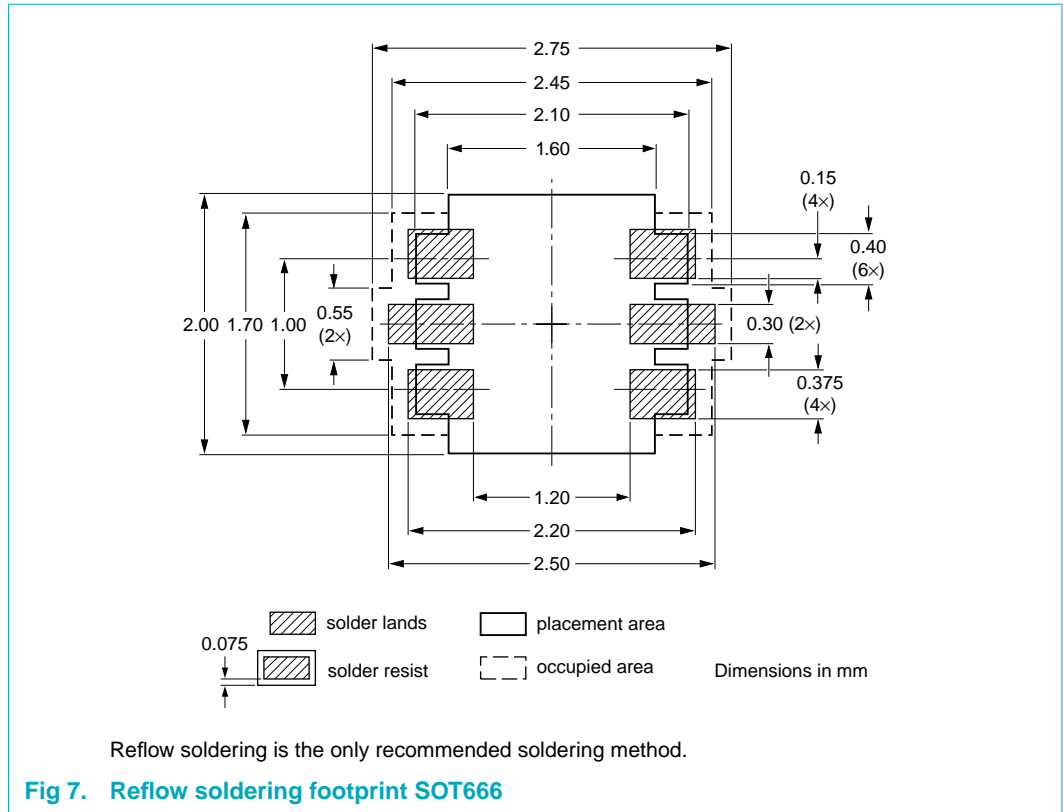 2.75
2.45
2.10
1.60
0.15
(4×)
0.40
(6×)
2.00 1.70 1.00 0.55
(2×)
0.30 (2×)
0.375
(4×)
1.20
2.20
2.50
solder lands
placement area
0.075
solder resist
occupied area
Dimensions in mm
Reflow soldering is the only recommended soldering method.
Fig 7. Reflow soldering footprint SOT666